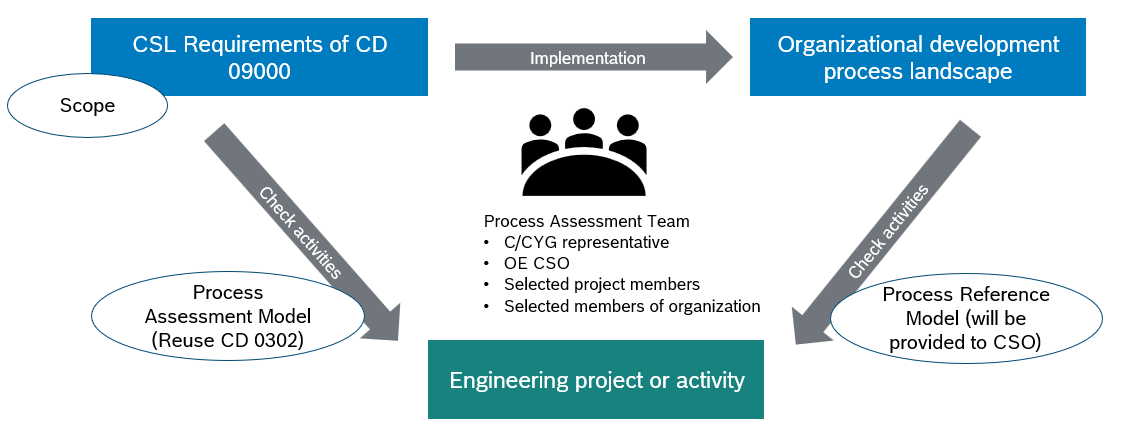 CSL Requirements of CD
09000
Implementation
Organizational development
process landscape
Scope
Check activities
Process Assessment Team
• C/CYG representative
• OE CSO
• Selected project members
• Selected members of organization
Check activities
Process
Assessment Model
(Reuse CD 0302)
Process Reference
Model (will be
provided to CSO)
Engineering project or activity